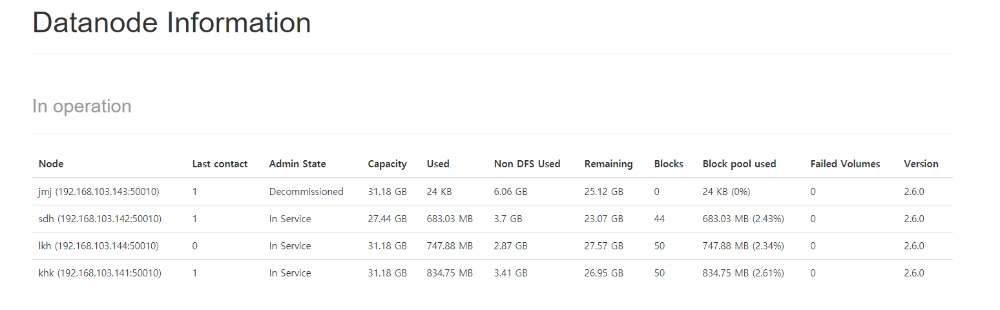 Datanode Information
In operation
Node Last contact Admin State Capacity Used Non DFS Used Remaining Blocks Block pool used Failed Volumes Version
jmj (192.168.103.143:50010) 1 Decommissioned 31.18 GB 24 KB 6.06 GB 25.12 GB 0 24 KB (0%) 0 2.6.0
sdh (192.168.103.142:50010) 1 In Service 27.44 GB 683.03 MB 3.7 GB 23.07 GB 44 683.03 MB (2.43%) 0 2.6.0
lkh (192.168.103.144:50010) 0 In Service 31.18 GB 747.88 MB 2.87 GB 27.57 GB 50 747.88 MB (2.34%) 0 2.6.0
khk (192.168.103.141:50010) 1 In Service 31.18 GB 834.75 MB 3.41 GB 26.95 GB 50 834.75 MB (2.61%) 0 2.6.0